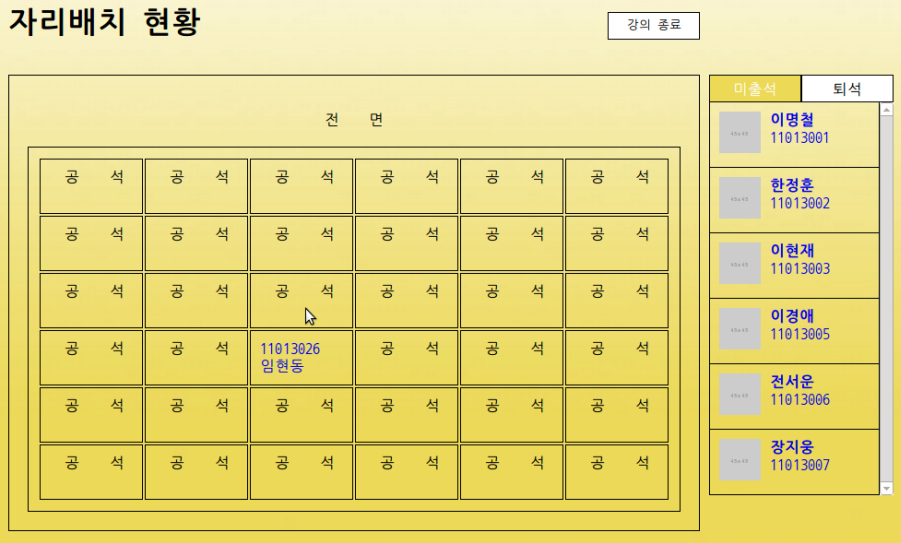 자리배치 현황
강의 종료
전 면
공 석 공 석 공 석 공 석 공 석 공 석
공 석 공 석 공 석 공 석 공 석 공 석
공 석 공 석 공 석 공 석 공 석 공 석
공 석 공 석 11013026 공 석 공 석 공 석
임현동
공 석 공 석 공 석 공 석 공 석 공 석
공 석 공 석 공 석 공 석 공 석 공 석
미출석 퇴석
이명철
11013001
한정훈
11013002
이현재
11013003
이경애
11013005
전서운
11013006
장지웅
11013007